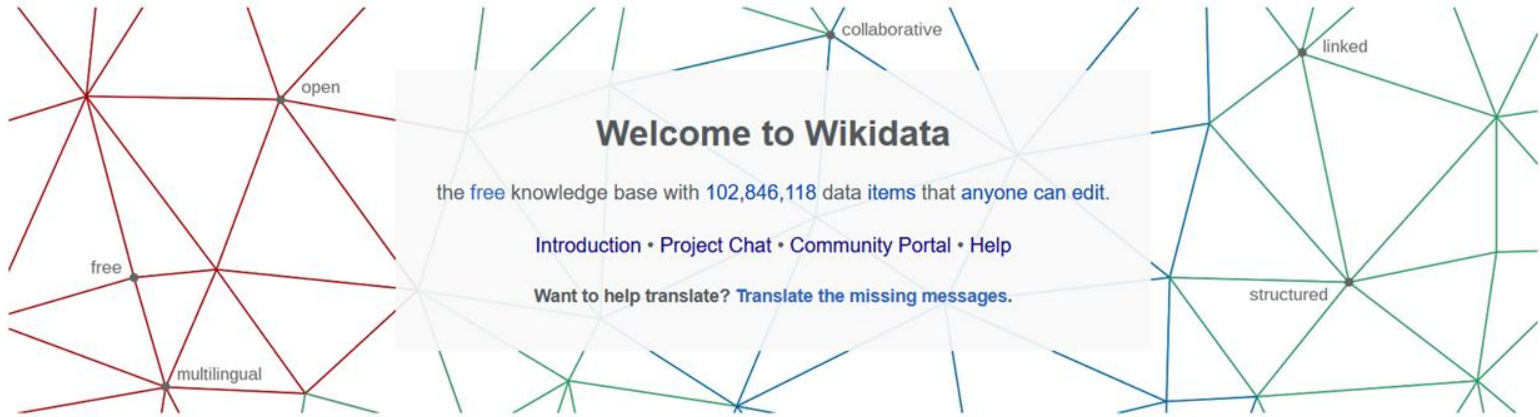 collaborative
linked
open
Welcome to Wikidata
the free knowledge base with 102,846,118 data items that anyone can edit.
Introduction • Project Chat • Community Portal • Help
free
Want to help translate? Translate the missing messages.
structured
multilingual